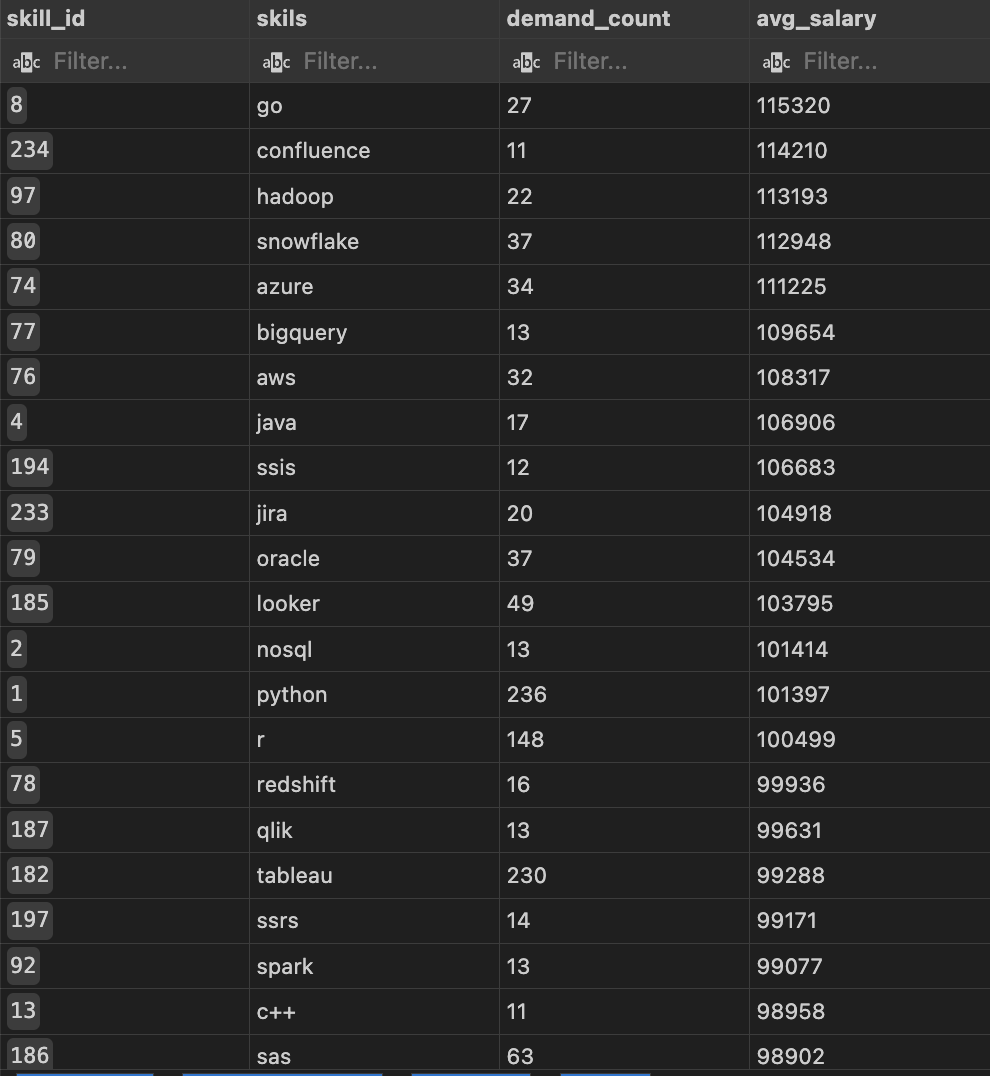 skill_id skils demand_count avg_salary
abc Filter... abc Filter... abc Filter... abc Filter...
8 go 27 115320
234 confluence 11 114210
97 hadoop 22 113193
80 snowflake 37 112948
74 azure 34 111225
77 bigquery 13 109654
76 aws 32 108317
4 java 17 106906
194 ssis 12 106683
233 jira 20 104918
79 oracle 37 104534
185 looker 49 103795
2 nosql 13 101414
1 python 236 101397
5 r 148 100499
78 redshift 16 99936
187 qlik 13 99631
182 tableau 230 99288
197 ssrs 14 99171
92 spark 13 99077
13 c++ 11 98958
186 sas 63 98902